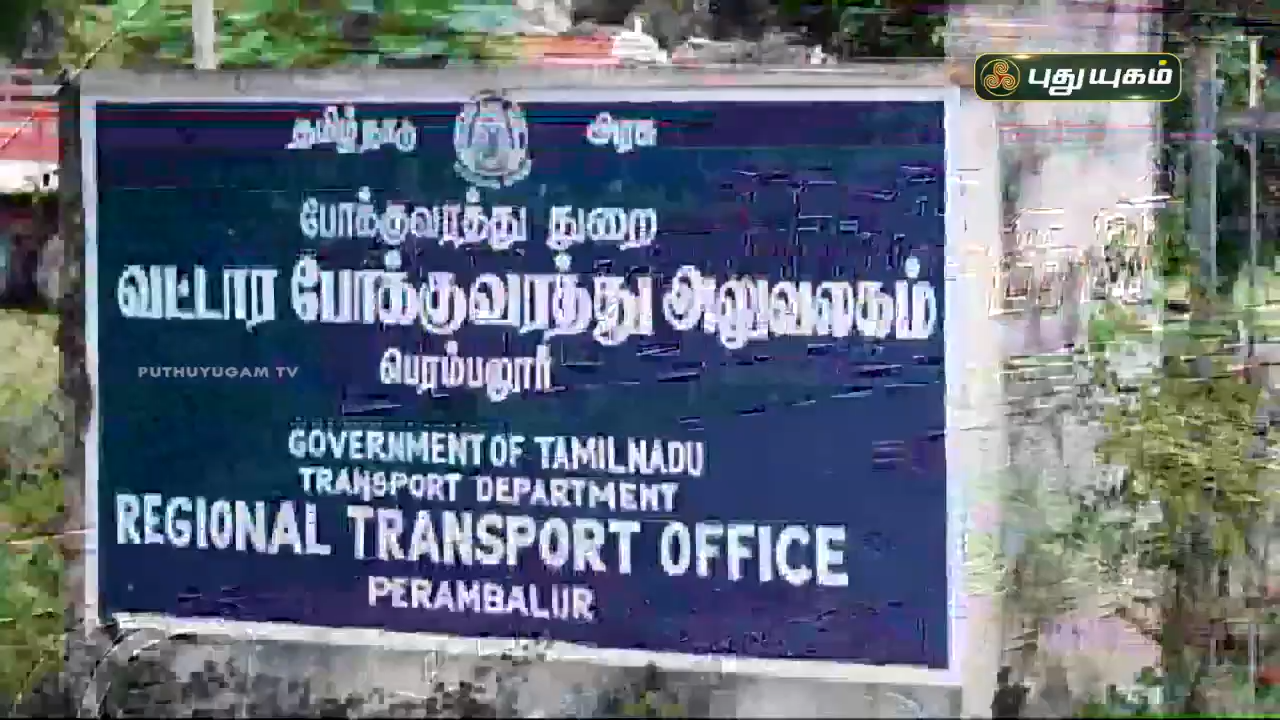 புதுயுகம்
தமிழ்நாடு அரசு
போக்குவரத்து துறை
வட்டார போக்குவரத்து அலுவலகம்
PUTHUYUGAM TV
பெரம்பலூர்
GOVERNMENT OF TAMILNADU
TRANSPORT DEPARTMENT
REGIONAL TRANSPORT OFFICE
PERAMBALUR